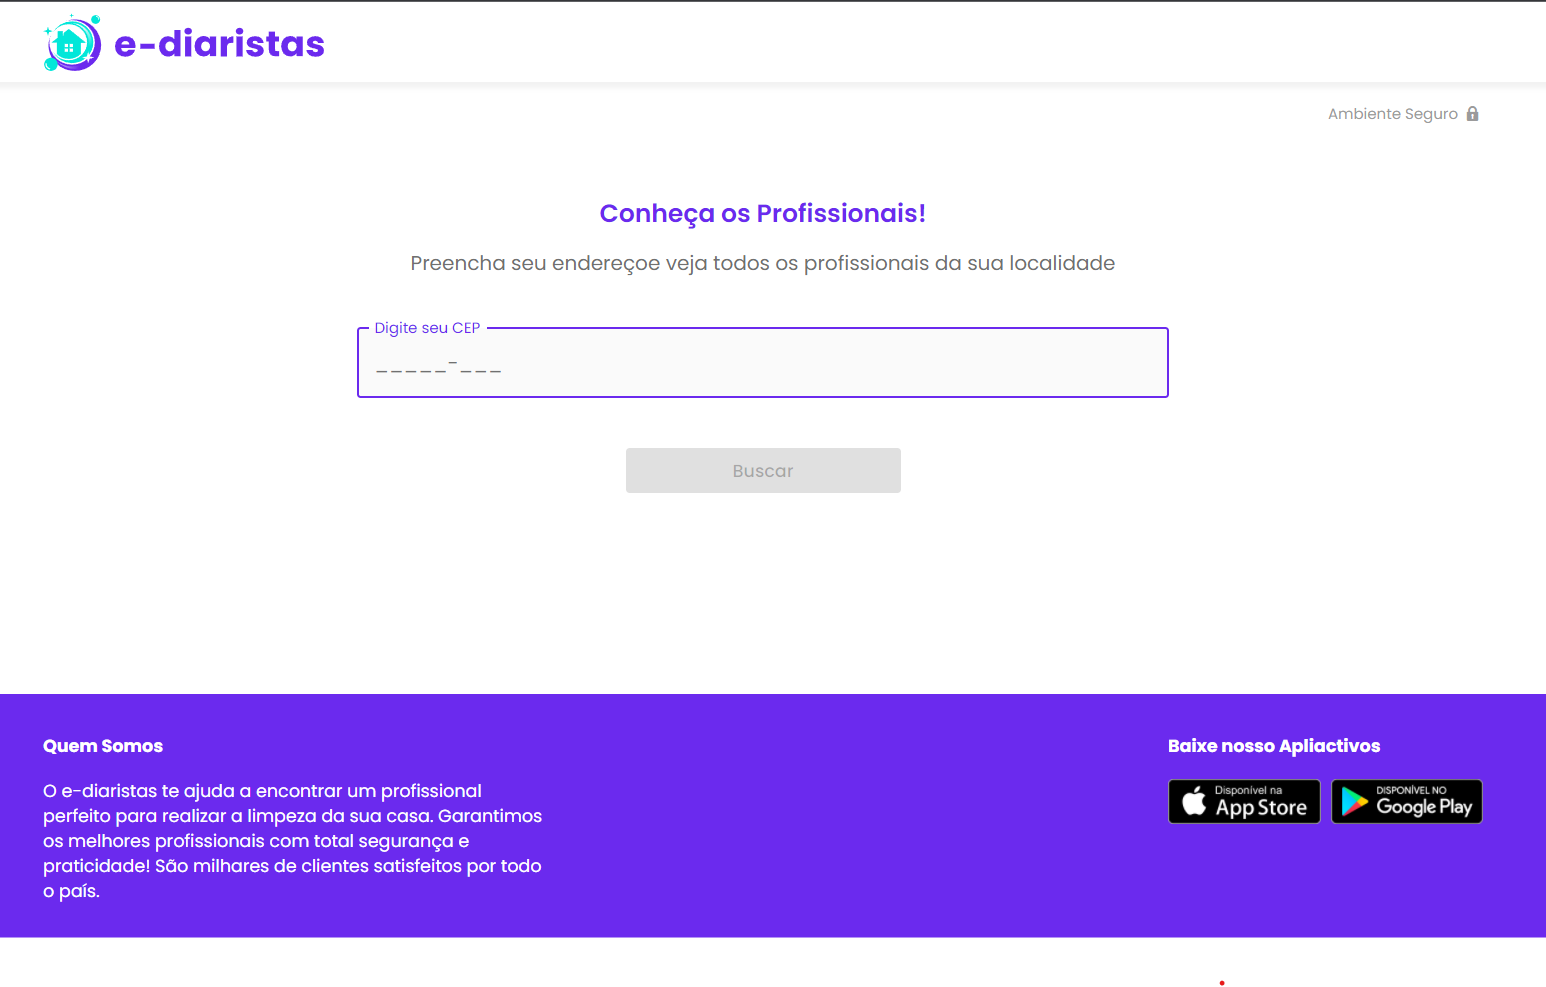 e-diaristas
Ambiente Seguro
Conheça os Profissionais!
Preencha seu endereçoe veja todos os profissionais da sua localidade
Digite seu CEP
_____-___
Buscar
Quem Somos
O e-diaristas te ajuda a encontrar um profissional
perfeito para realizar a limpeza da sua casa. Garantimos
os melhores profissionais com total segurança e
praticidade! São milhares de clientes satisfeitos por todo
o país.
Baixe nosso Apliactivos
Disponível na
App Store
DISPONÍVEL NO
Google Play